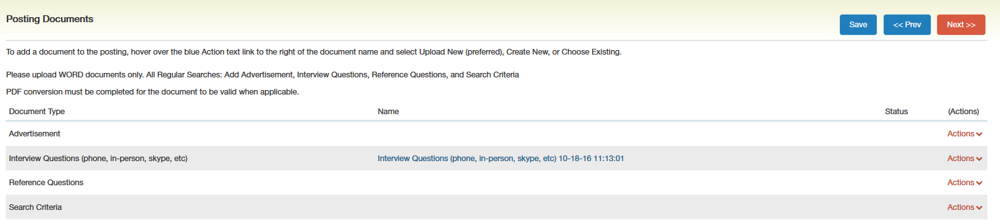 Posting Documents
Save << Prev Next >>
To add a document to the posting, hover over the blue Action text link to the right of the document name and select Upload New (preferred), Create New, or Choose Existing.
Please upload WORD documents only. All Regular Searches: Add Advertisement, Interview Questions, Reference Questions, and Search Criteria
PDF conversion must be completed for the document to be valid when applicable.
Document Type Name Status (Actions)
Advertisement Actions
Interview Questions (phone, in-person, skype, etc) Interview Questions (phone, in-person, skype, etc) 10-18-16 11:13:01 Actions
Reference Questions Actions
Search Criteria Actions